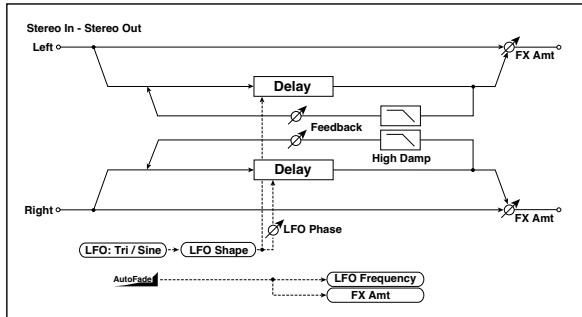 Stereo In - Stereo Out
Left
FX Amt
Delay
Feedback
High Damp
Delay
Right
LFO Phase
FX Amt
LFO: Tri / Sine
LFO Shape
AutoFade
LFO Frequency
FX Amt